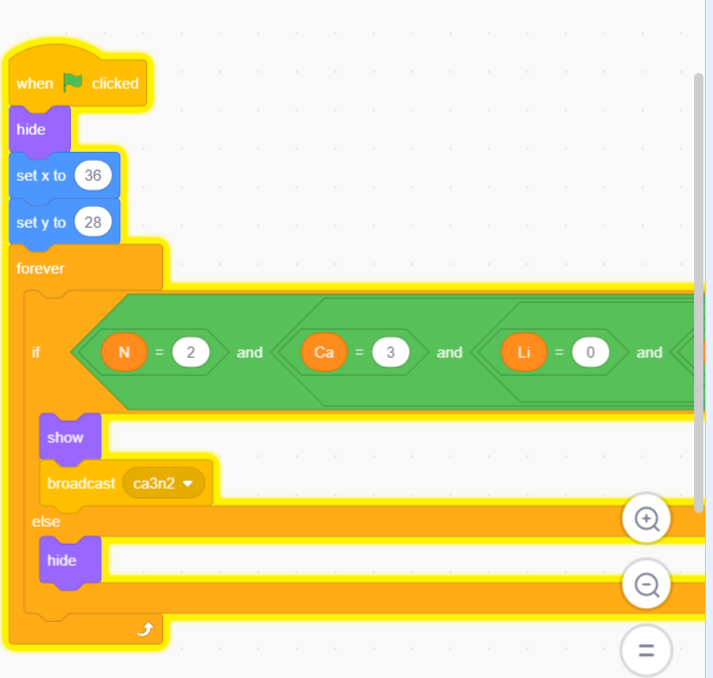 when clicked
hide
set x to 36
set y to 28
forever
if N = 2 and Ca = 3 and Li = 0 and
show
broadcast ca3n2
else
hide